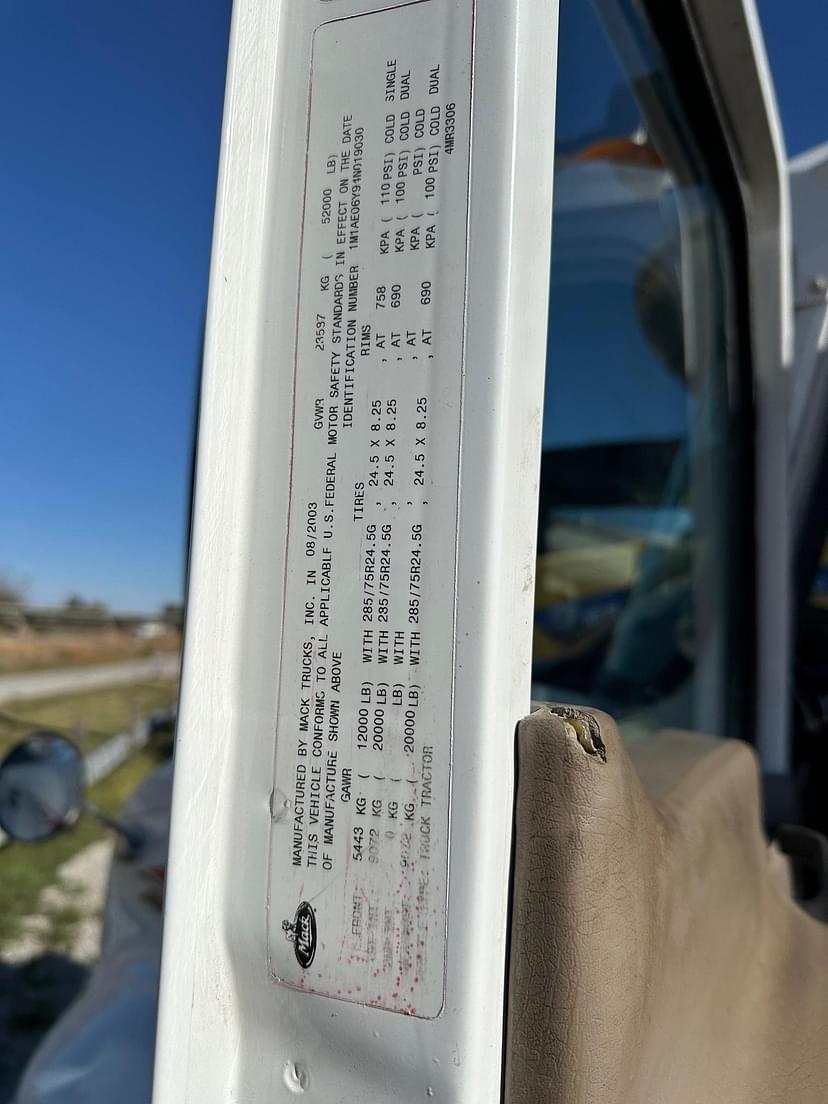 MANUFACTURED BY MACK TRUCKS, INC. IN 08/2003 GVWR 23587 KG ( 52000 LB)
THIS VEHICLE CONFORMS TO ALL APPLICABLE U.S.FEDERAL MOTOR SAFETY STANDARDS IN EFFECT ON THE DATE
OF MANUFACTURE SHOWN ABOVE IDENTIFICATION NUMBER 1M1AE06Y94N019030
GAWR TIRES RIMS
FRONT: 5443 KG ( 12000 LB) WITH 285/75R24.5G , 24.5 X 8.25 , AT 758 KPA ( 110 PSI) COLD SINGLE
9072 KG ( 20000 LB) WITH 285/75R24.5G , 24.5 X 8.25 , AT 690 KPA ( 100 PSI) COLD DUAL
0 KG ( LB) WITH , , AT KPA ( PSI) COLD
9072 KG ( 20000 LB) WITH 285/75R24.5G , 24.5 X 8.25 , AT 690 KPA ( 100 PSI) COLD DUAL
TYPE: TRUCK TRACTOR 4MR3306
Mack